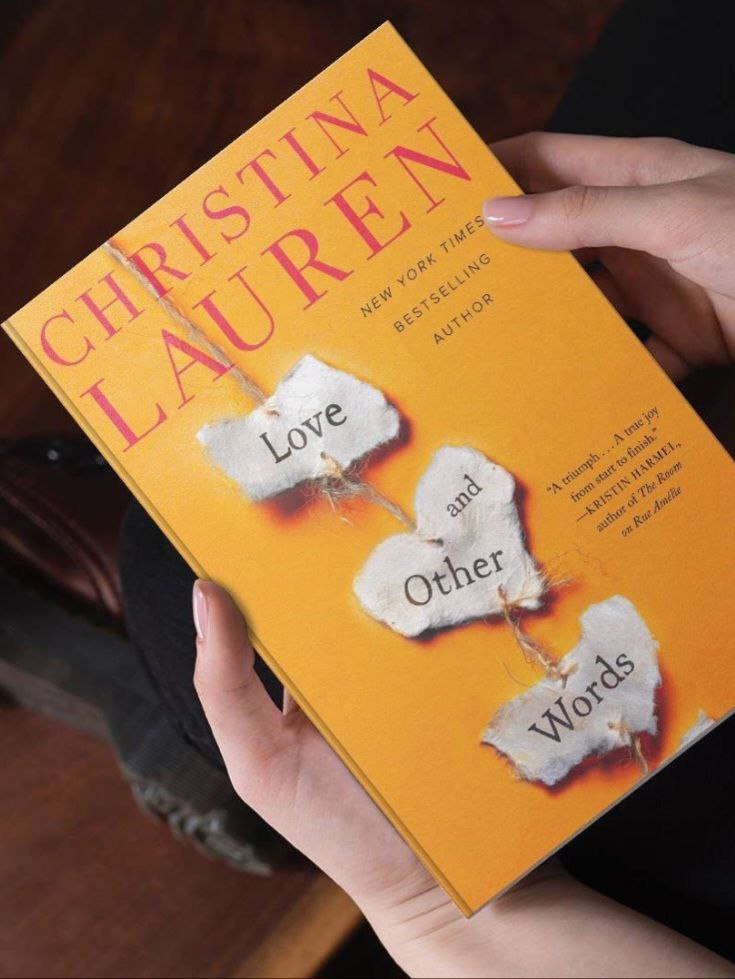 CHRISTINA
LAUREN
NEW YORK TIMES
BESTSELLING
AUTHOR
Love
and
Other
Words
"A triumph....A true joy
from start to finish."
—KRISTIN HARMEL,
author of The Room
on Rue Amélie